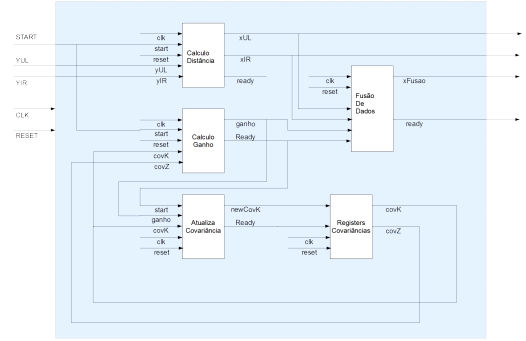 START
YUL
YIR
CLK
RESET
clk
start
reset
yUL
yIR
Calculo
Distância
xUL
xIR
ready
clk
reset
Fusão
De
Dados
xFusao
ready
clk
start
reset
covK
covZ
Calculo
Ganho
ganho
Ready
start
ganho
covK
clk
reset
Atualiza
Covariância
newCovK
Ready
clk
reset
Registers
Covariâncias
covK
covZ